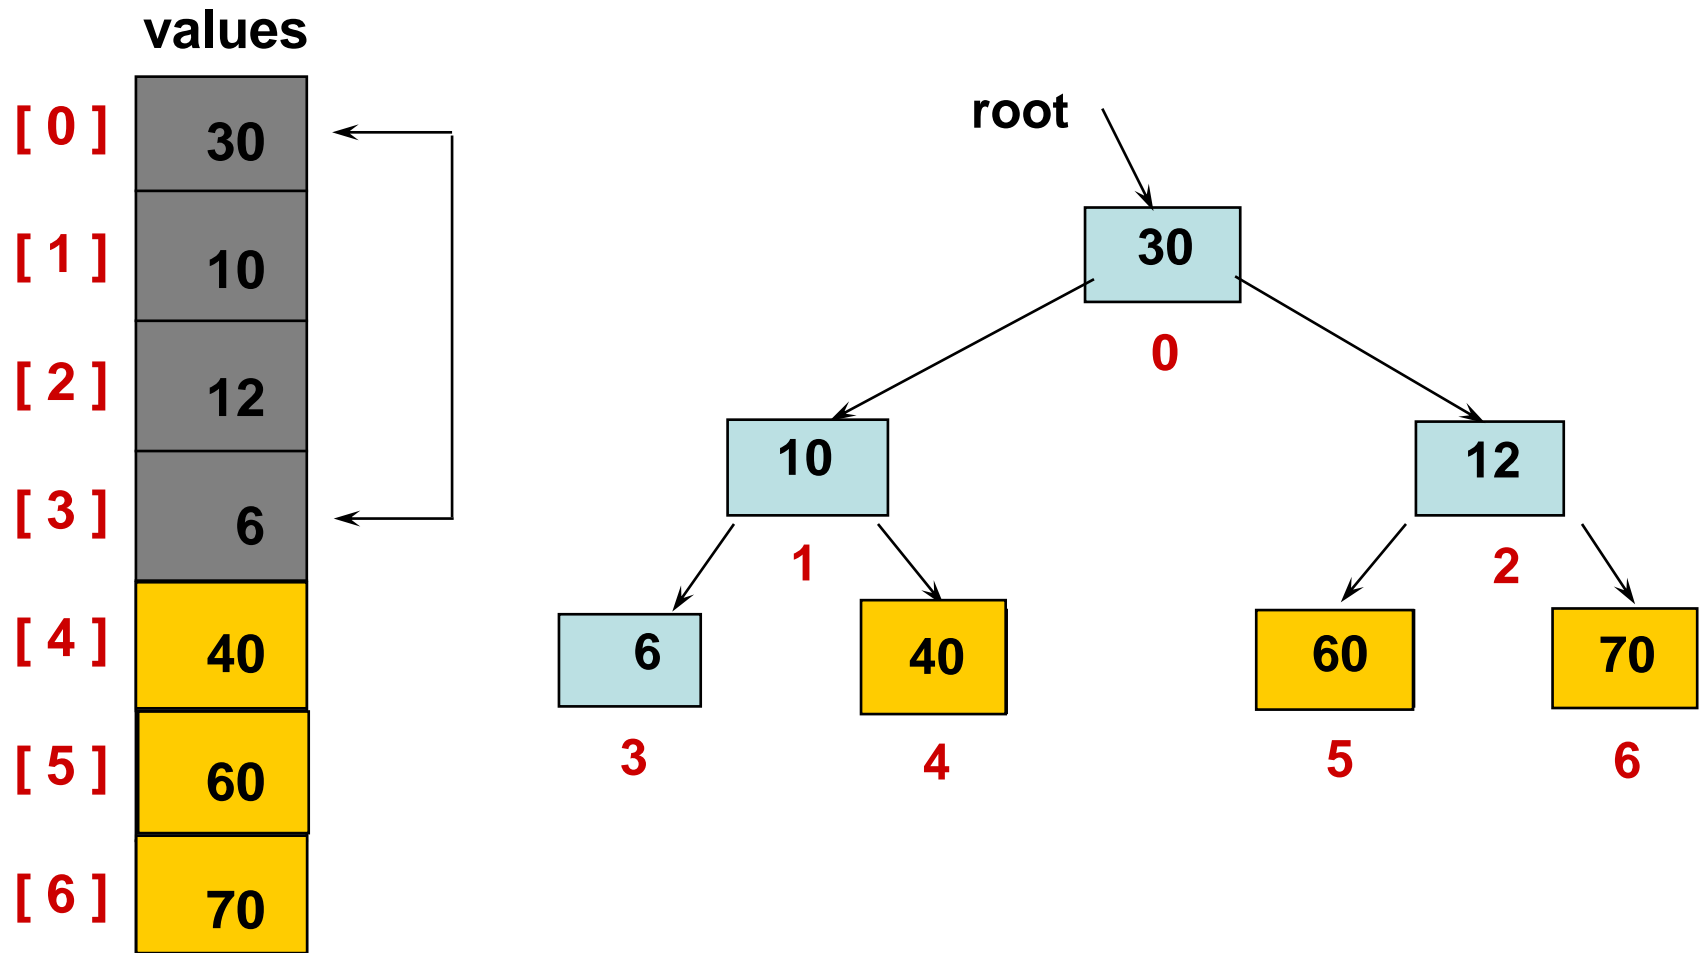 values
[ 0 ] 30
[ 1 ] 10
[ 2 ] 12
[ 3 ] 6
[ 4 ] 40
[ 5 ] 60
[ 6 ] 70
root
30
0
10 12
1 2
6 40 60 70
3 4 5 6